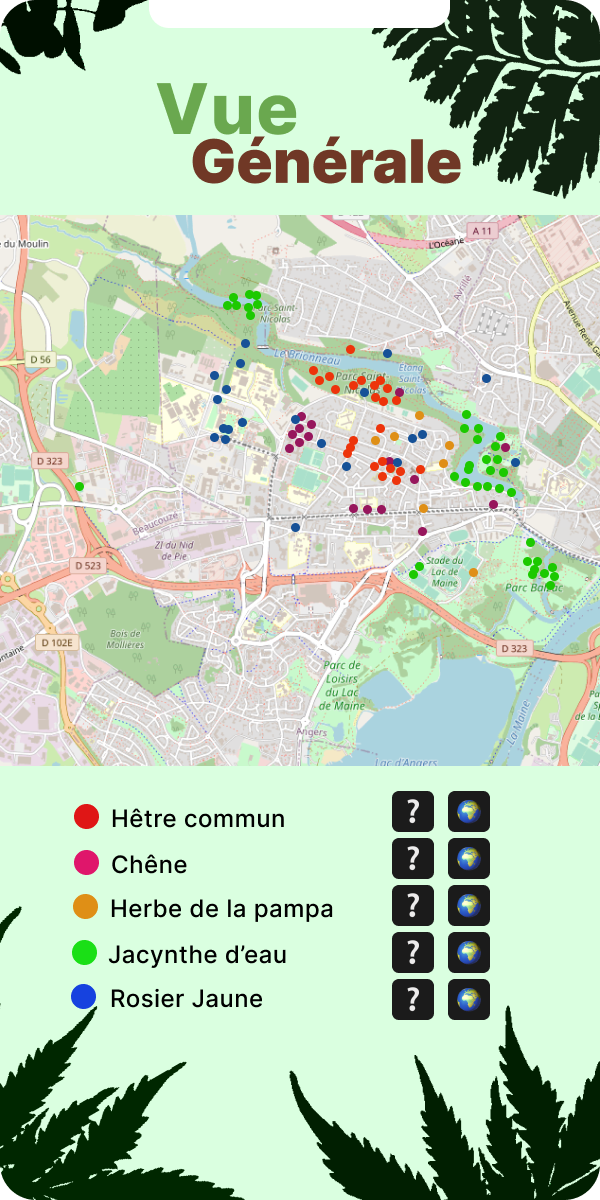 Vue
Générale
A 11
L'Océane
e du Moulin
Avrillé
Parc-Saint-
Nicolas
Avenue René Ga
D 56
Le Brionneau
Étang
Saint-
Nicolas
Parc-Saint-
Nicolas
D 323
Beaucouzé
ZI du Nid
de Pie
D 523
Stade du
Lac de
Maine
Parc Balzac
Bois de
Mollières
D 102E
D 323
Parc de
Loisirs
du Lac
de Maine
La Maine
Angers
Lac d'Angers
Hêtre commun
?
Chêne
?
Herbe de la pampa
?
Jacynthe d’eau
?
Rosier Jaune
?